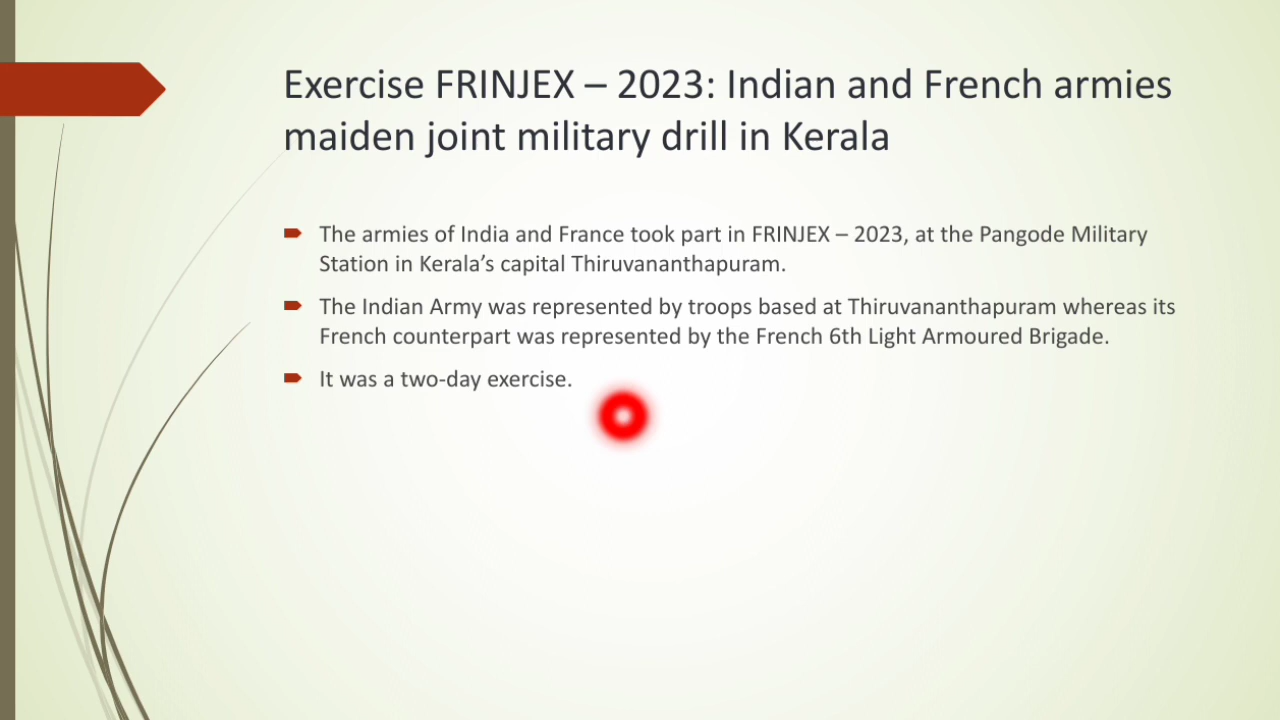 Exercise FRINJEX – 2023: Indian and French armies
maiden joint military drill in Kerala
The armies of India and France took part in FRINJEX – 2023, at the Pangode Military
Station in Kerala’s capital Thiruvananthapuram.
The Indian Army was represented by troops based at Thiruvananthapuram whereas its
French counterpart was represented by the French 6th Light Armoured Brigade.
It was a two-day exercise.